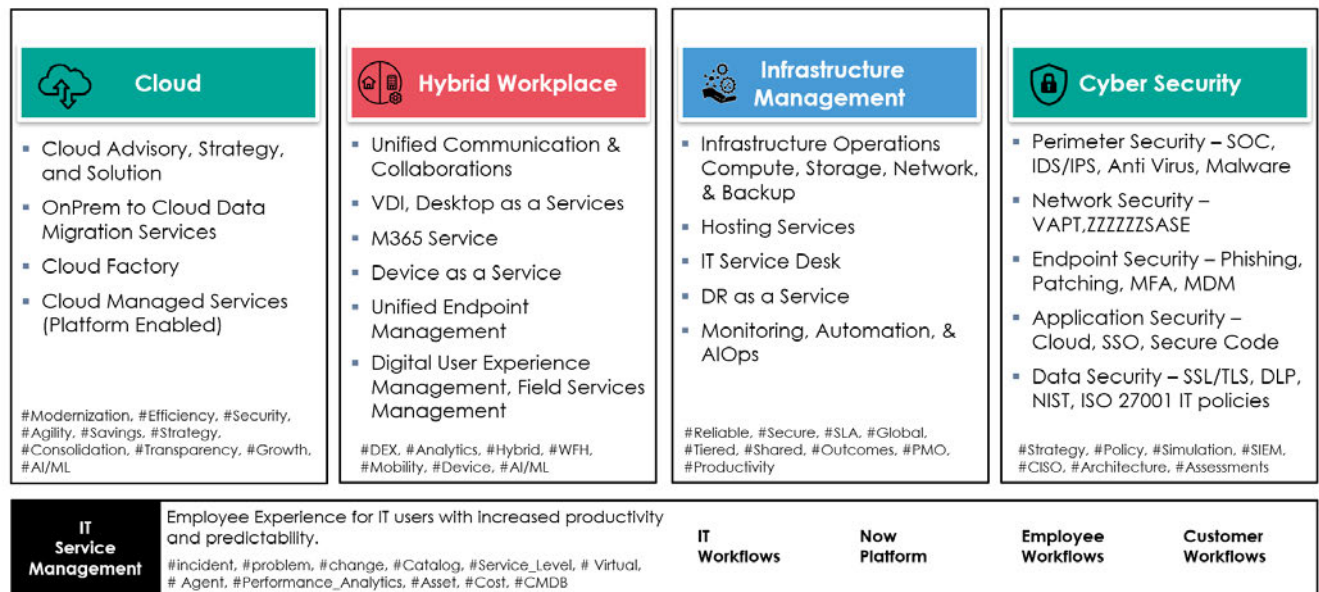 Cloud
Cloud Advisory, Strategy,
and Solution
OnPrem to Cloud Data
Migration Services
Cloud Factory
Cloud Managed Services
(Platform Enabled)
#Modernization, #Efficiency, #Security,
#Agility, #Savings, #Strategy,
#Consolidation, #Transparency, #Growth,
#AI/ML
Hybrid Workplace
Unified Communication &
Collaborations
VDI, Desktop as a Services
M365 Service
Device as a Service
Unified Endpoint
Management
Digital User Experience
Management, Field Services
Management
#DEX, #Analytics, #Hybrid, #WFH,
#Mobility, #Device, #AI/ML
Infrastructure
Management
Infrastructure Operations
Compute, Storage, Network,
& Backup
Hosting Services
IT Service Desk
DR as a Service
Monitoring, Automation, &
AIOps
#Reliable, #Secure, #SLA, #Global,
#Tiered, #Shared, #Outcomes, #PMO,
#Productivity
Cyber Security
Perimeter Security – SOC,
IDS/IPS, Anti Virus, Malware
Network Security –
VAPT,ZZZZZZSASE
Endpoint Security – Phishing,
Patching, MFA, MDM
Application Security –
Cloud, SSO, Secure Code
Data Security – SSL/TLS, DLP,
NIST, ISO 27001 IT policies
#Strategy, #Policy, #Simulation, #SIEM,
#CISO, #Architecture, #Assessments
IT
Service
Management
Employee Experience for IT users with increased productivity
and predictability.
#incident, #problem, #change, #Catalog, #Service_Level, # Virtual,
# Agent, #Performance_Analytics, #Asset, #Cost, #CMDB
IT
Workflows
Now
Platform
Employee
Workflows
Customer
Workflows